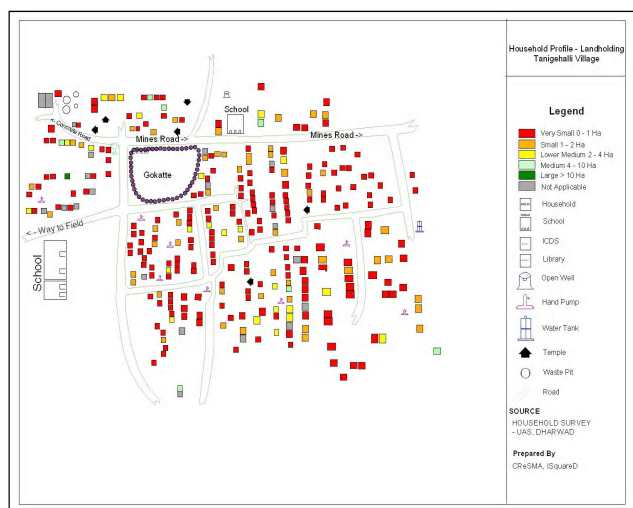 Household Profile - Landholding
Tanigehalli Village
School
Mines Road ->
Mines Road ->
Gokatte
<- Way to Field
School
Legend
Very Small 0 - 1 Ha
Small 1 - 2 Ha
Lower Medium 2 - 4 Ha
Medium 4 - 10 Ha
Large > 10 Ha
Not Applicable
Household
School
ICDS
Library
Open Well
Hand Pump
Water Tank
Temple
Waste Pit
Road
SOURCE
HOUSEHOLD SURVEY
- UAS, DHARWAD
Prepared By
CReSMA, ISquareD